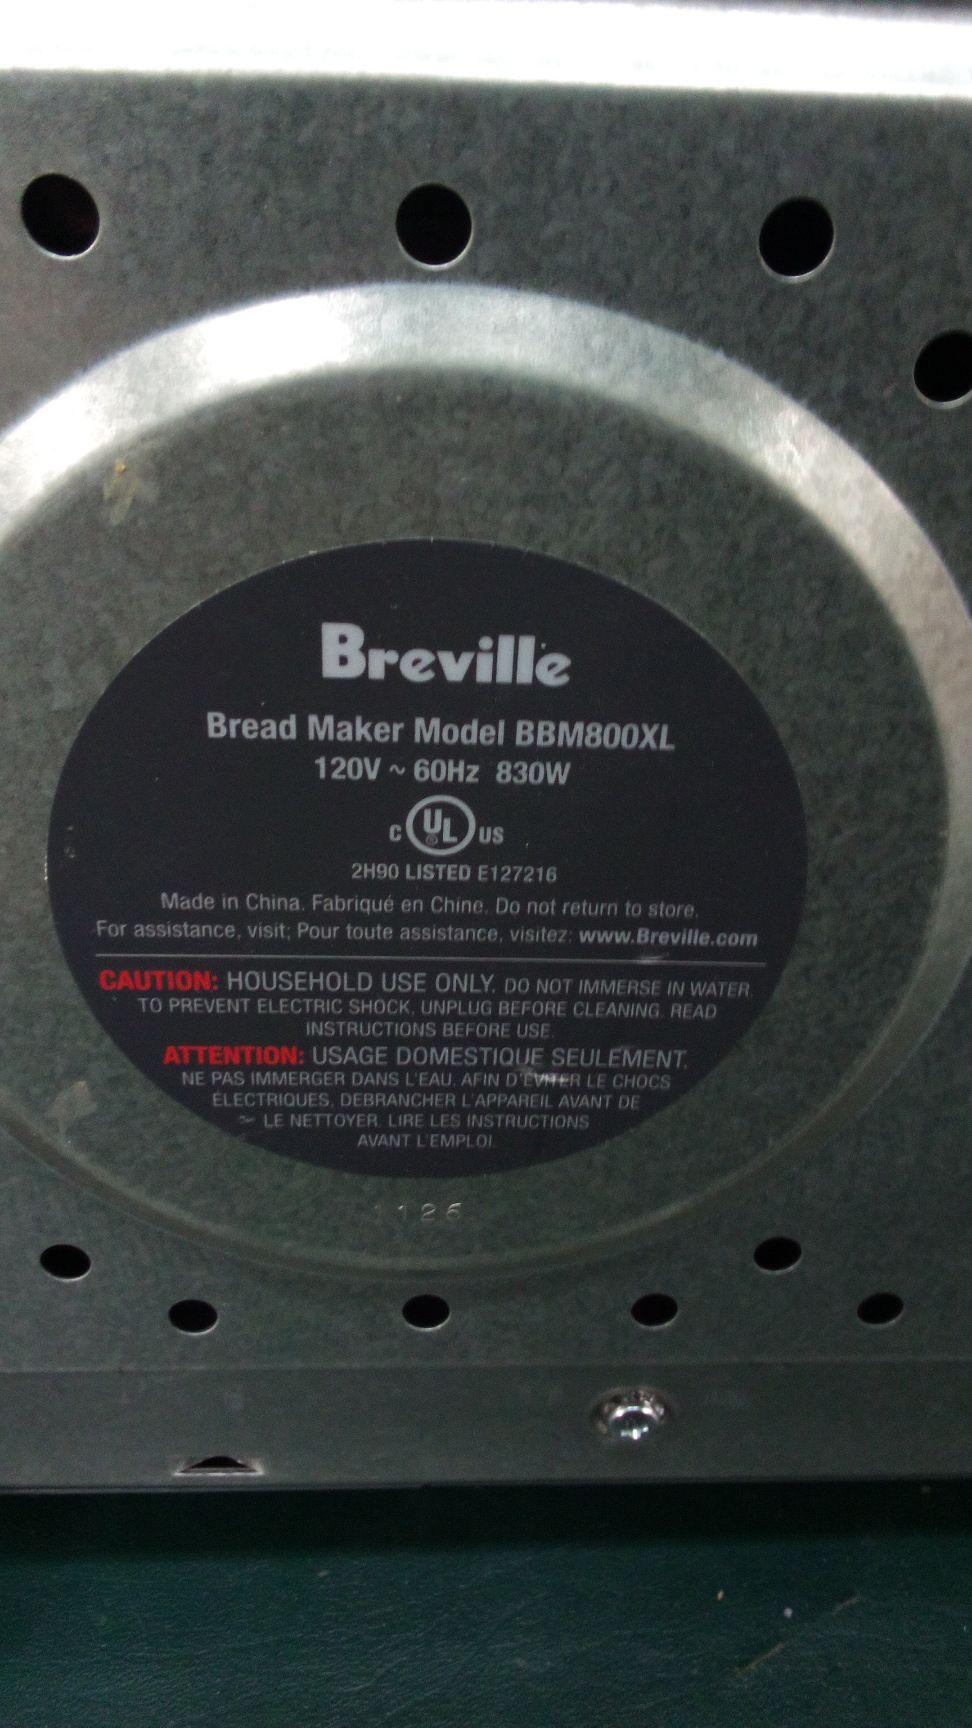 Breville
Bread Maker Model BBM800XL
120V ~ 60Hz 830W
C UL® US
2H90 LISTED E127216
Made in China. Fabriqué en Chine. Do not return to store.
For assistance, visit; Pour toute assistance, visitez: www.Breville.com
CAUTION: HOUSEHOLD USE ONLY. DO NOT IMMERSE IN WATER.
TO PREVENT ELECTRIC SHOCK, UNPLUG BEFORE CLEANING. READ
INSTRUCTIONS BEFORE USE.
ATTENTION: USAGE DOMESTIQUE SEULEMENT.
NE PAS IMMERGER DANS L'EAU. AFIN D'ÉVITER LE CHOCS
ÉLECTRIQUES, DEBRANCHER L'APPAREIL AVANT DE
LE NETTOYER. LIRE LES INSTRUCTIONS
AVANT L'EMPLOI.
1126